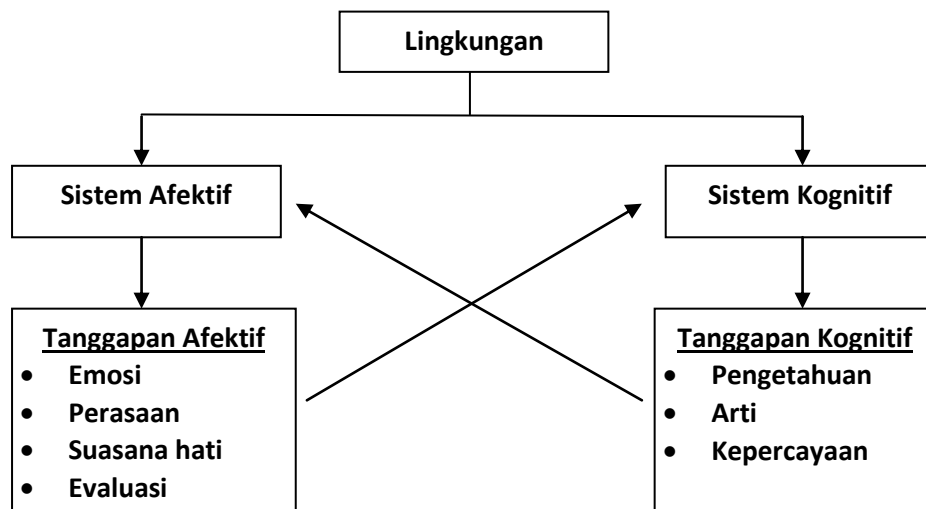 Lingkungan
Sistem Afektif
Sistem Kognitif
Tanggapan Afektif
• Emosi
• Perasaan
• Suasana hati
• Evaluasi
Tanggapan Kognitif
• Pengetahuan
• Arti
• Kepercayaan